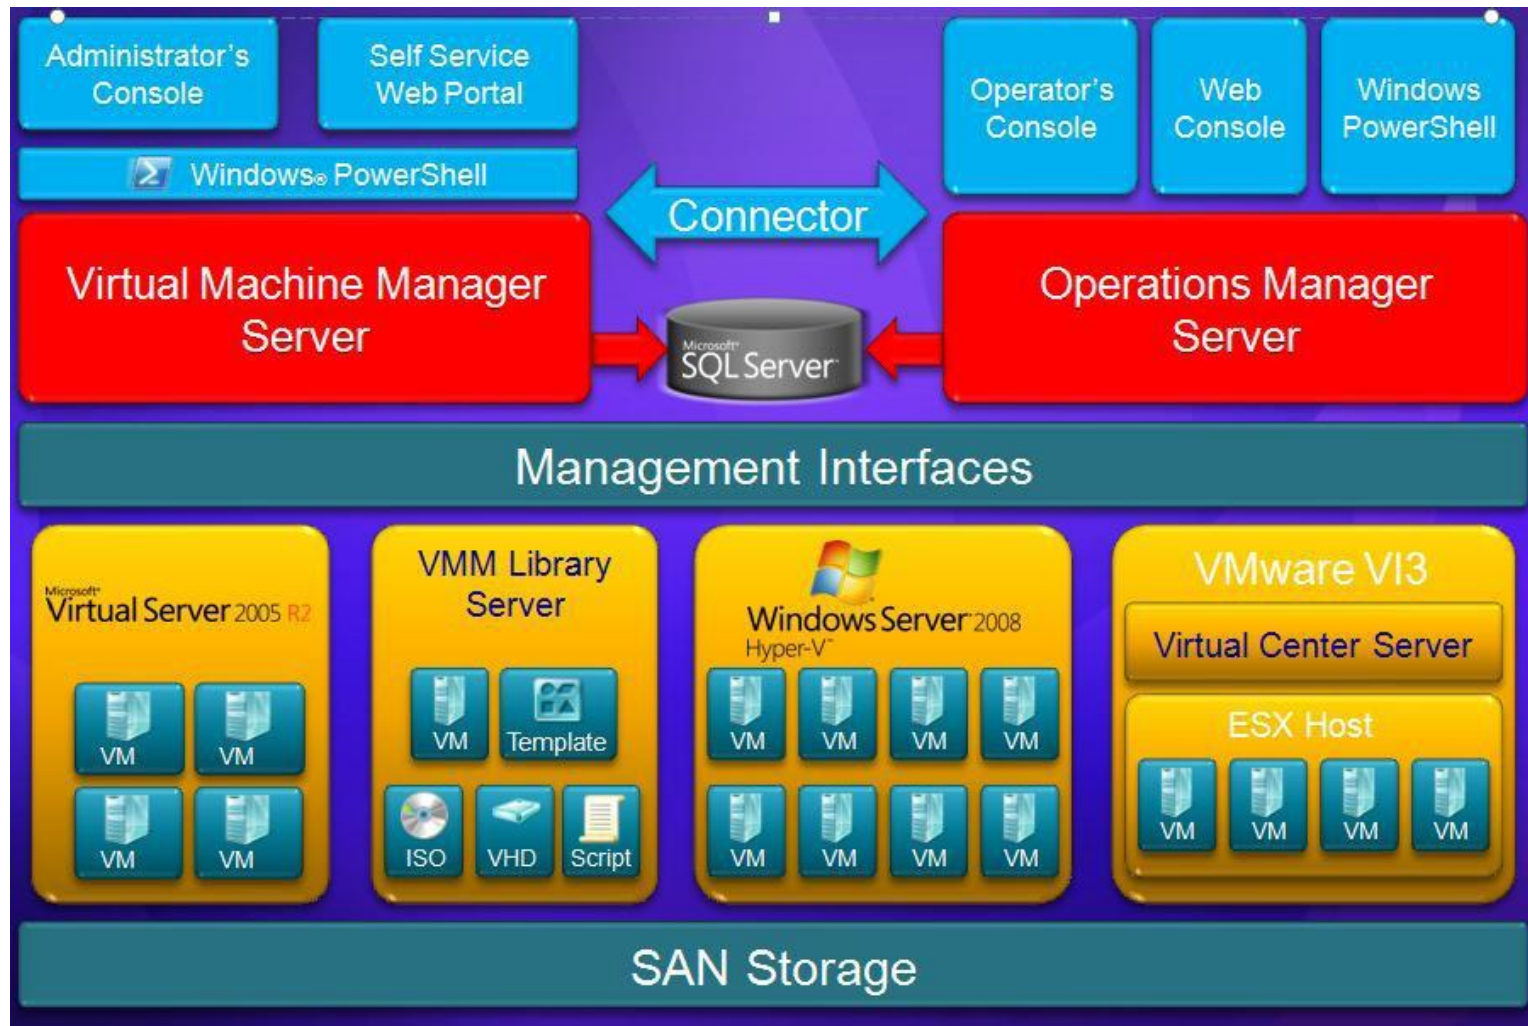 Administrator's
Console
Self Service
Web Portal
Windows® PowerShell
Operator's
Console
Web
Console
Windows
PowerShell
Connector
Virtual Machine Manager
Server
Microsoft®
SQL Server™
Operations Manager
Server
Management Interfaces
Microsoft®
Virtual Server 2005 R2
VM
VM
VM
VM
VMM Library
Server
VM
Template
ISO
VHD
Script
Windows Server® 2008
Hyper-V™
VM
VM
VM
VM
VM
VM
VM
VM
VMware VI3
Virtual Center Server
ESX Host
VM
VM
VM
VM
SAN Storage